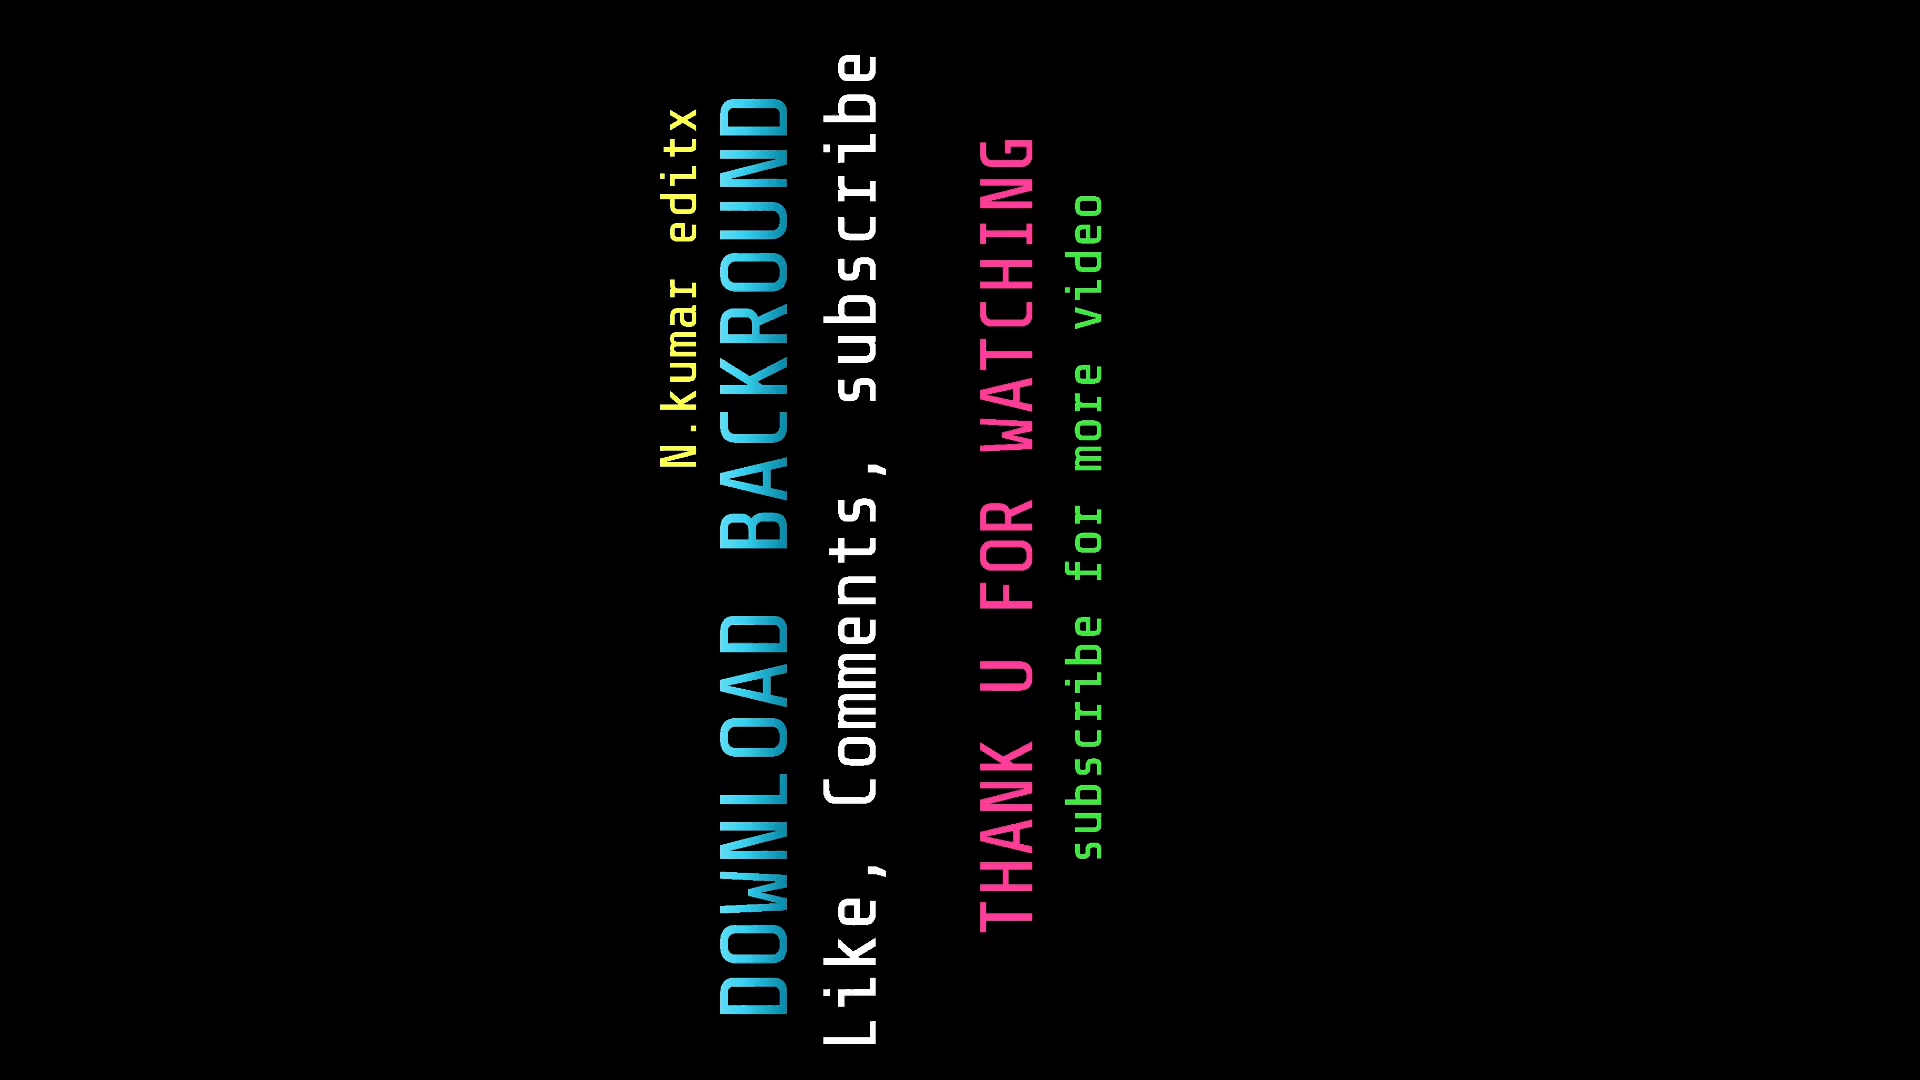 N.kumar editx
DOWNLOAD BACKROUND
Like, Comments, subscribe
THANK U FOR WATCHING
subscribe for more video